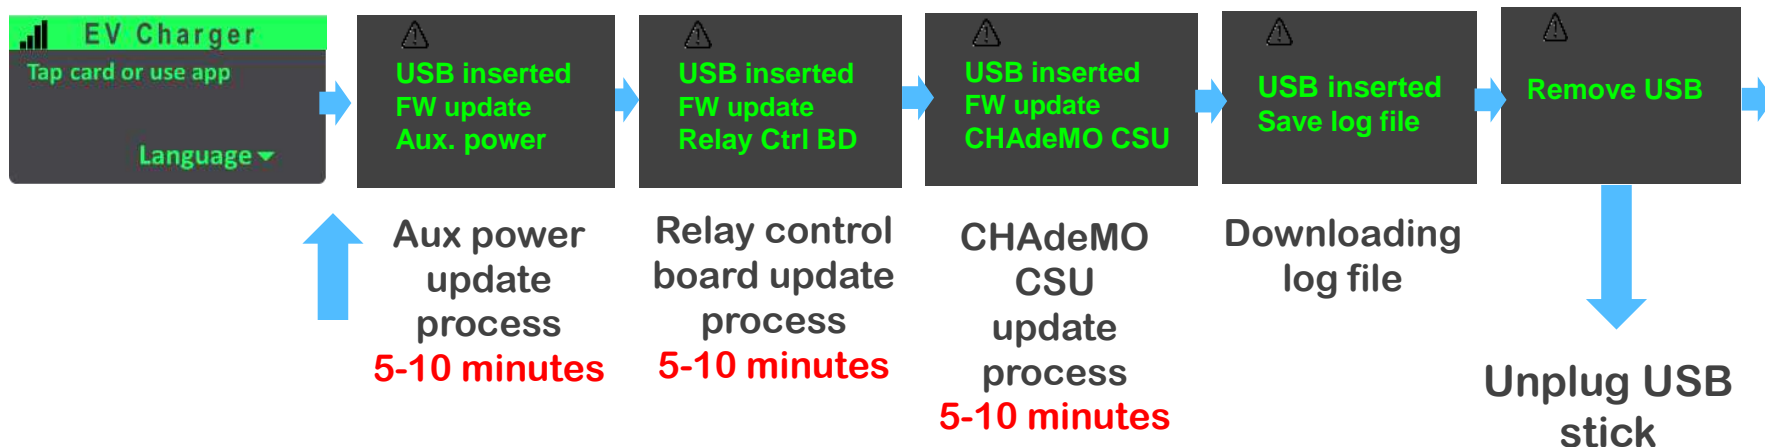 EV Charger
Tap card or use app
Language
USB inserted
FW update
Aux. power
USB inserted
FW update
Relay Ctrl BD
USB inserted
FW update
CHAdeMO CSU
USB inserted
Save log file
Remove USB
Aux power
update
process
5-10 minutes
Relay control
board update
process
5-10 minutes
CHAdeMO
CSU
update
process
5-10 minutes
Downloading
log file
Unplug USB
stick